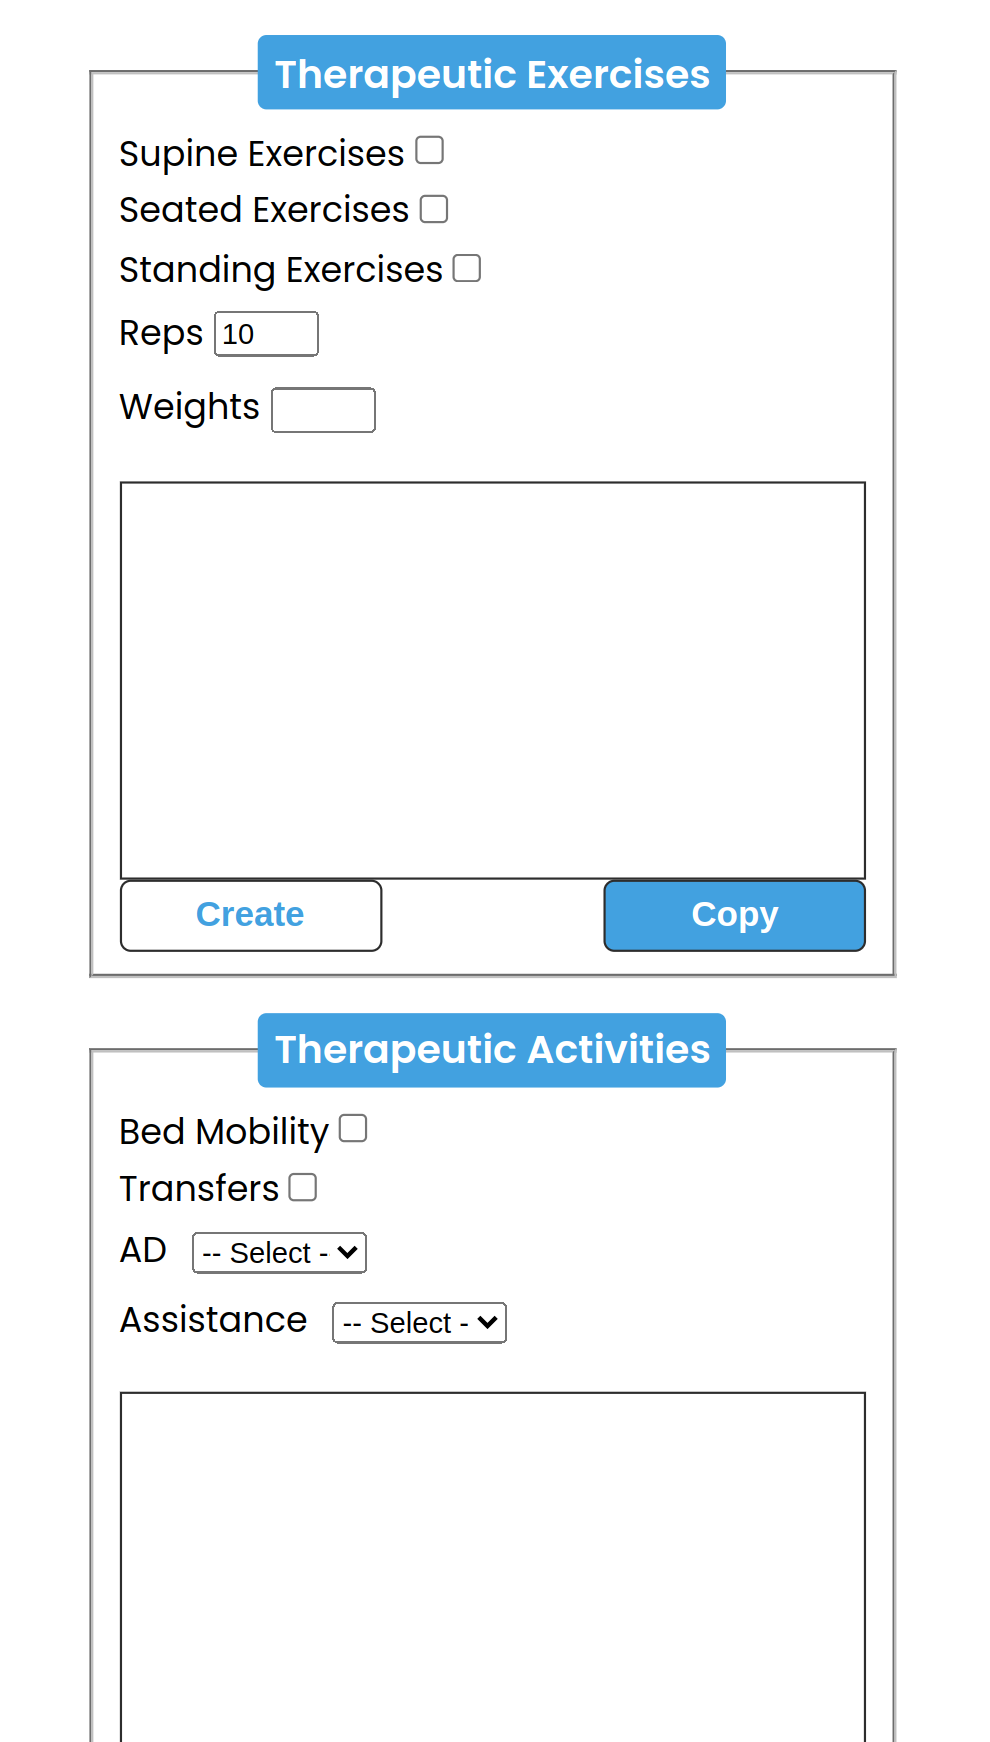 Therapeutic Exercises
Supine Exercises
Seated Exercises
Standing Exercises
Reps 10
Weights
Create Copy
Therapeutic Activities
Bed Mobility
Transfers
AD -- Select -
Assistance -- Select -